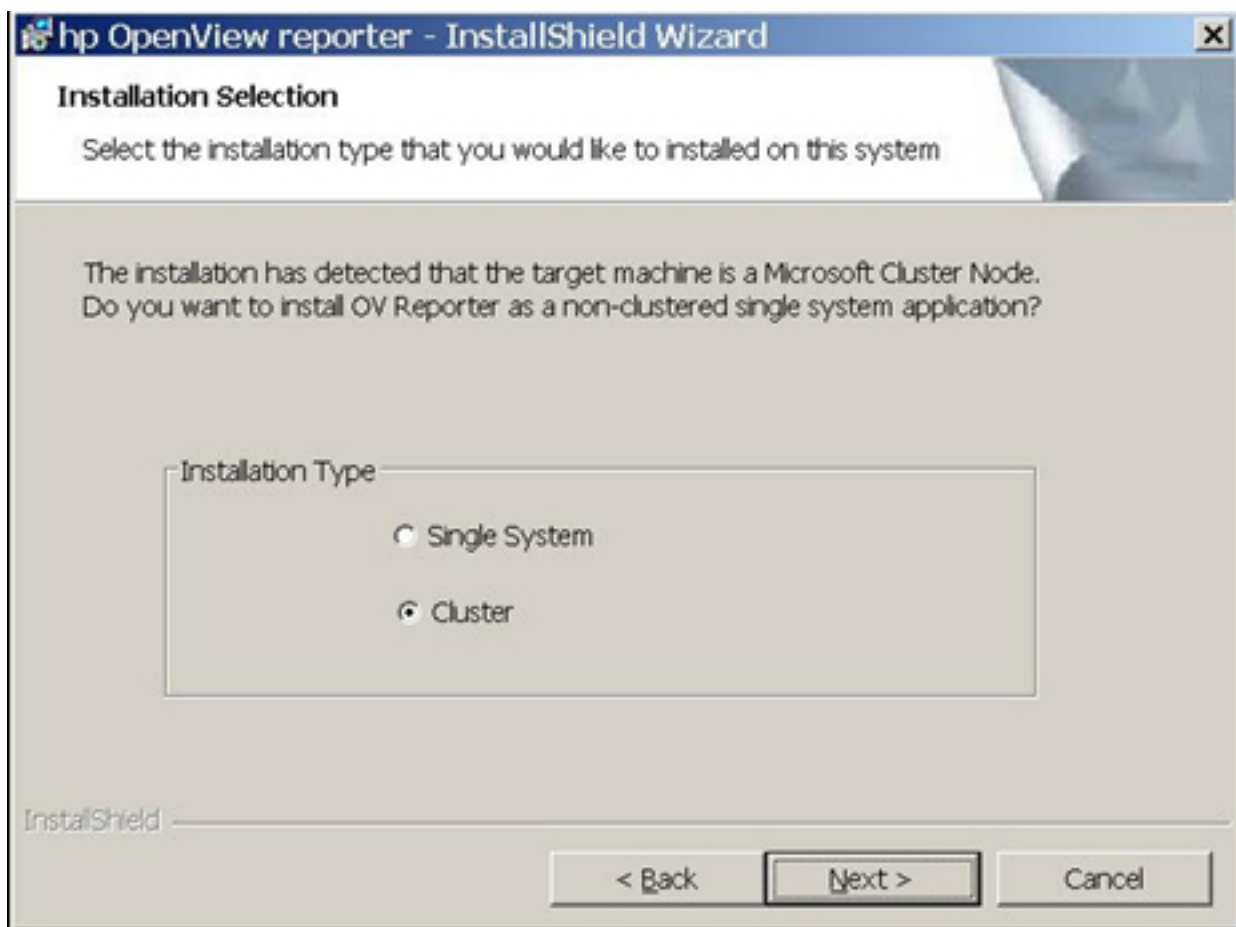 hp OpenView reporter - InstallShield Wizard
Installation Selection
Select the installation type that you would like to installed on this system
The installation has detected that the target machine is a Microsoft Cluster Node.
Do you want to install OV Reporter as a non-clustered single system application?
Installation Type
Single System
Cluster
InstallShield
< Back
Next >
Cancel